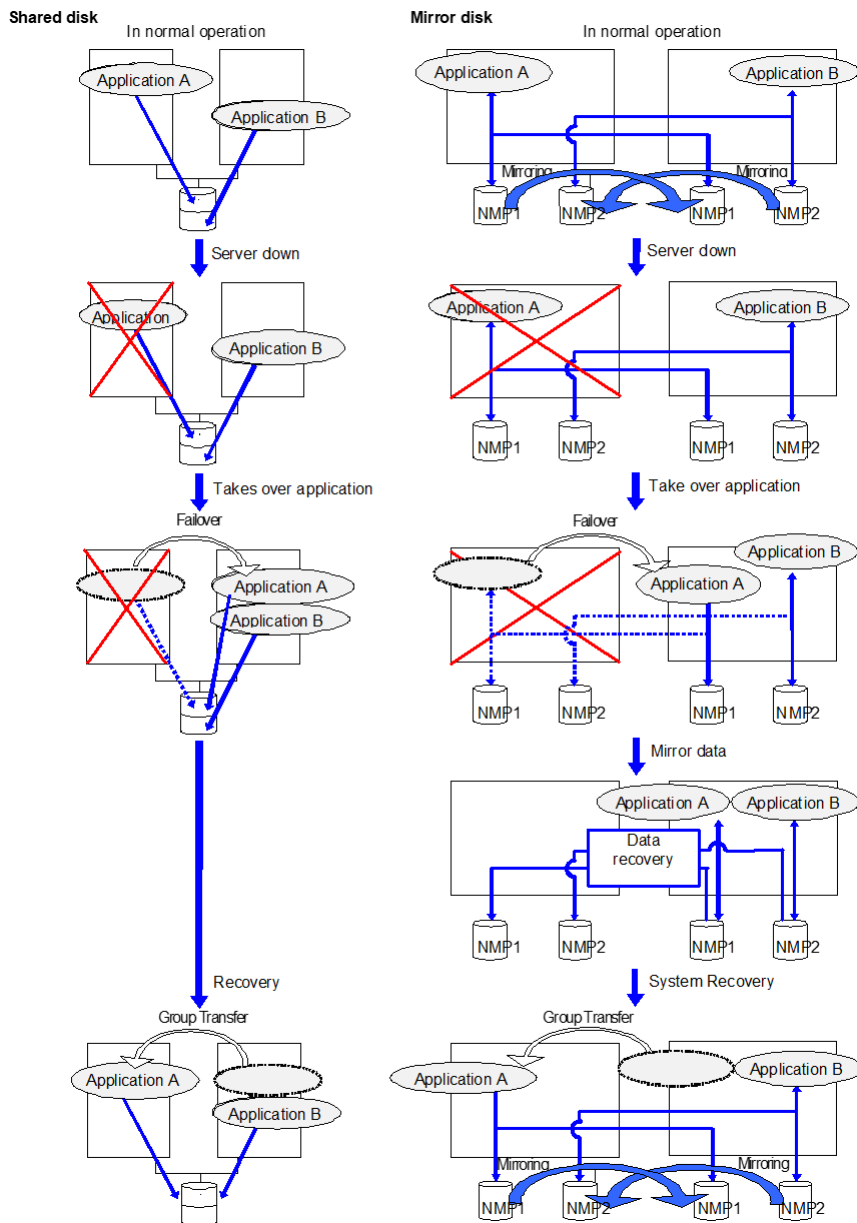 Shared disk
In normal operation
Application A
Application B
Server down
Application
Application B
Takes over application
Failover
Application A
Application B
Recovery
Group Transfer
Application A
Application B
Mirror disk
In normal operation
Application A
Application B
Mirroring
Mirroring
NMP1
NMP2
NMP1
NMP2
Server down
Application A
Application B
NMP1
NMP2
NMP1
NMP2
Take over application
Failover
Application B
Application A
NMP1
NMP2
NMP1
NMP2
Mirror data
Application A
Application B
Data
recovery
NMP1
NMP2
NMP1
NMP2
System Recovery
Group Transfer
Application A
Application B
Mirroring
Mirroring
NMP1
NMP2
NMP1
NMP2